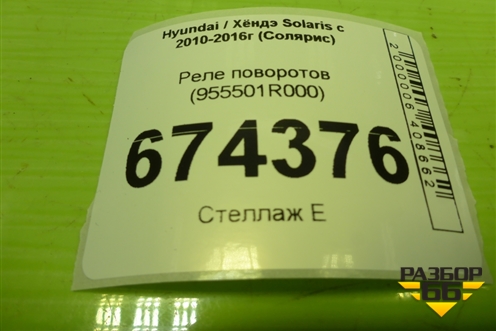 Hyundai / Хёндэ Solaris с
2010-2016г (Солярис)
Реле поворотов
(955501R000)
674376
Стеллаж E
2000006408662
РАЗБОР
66